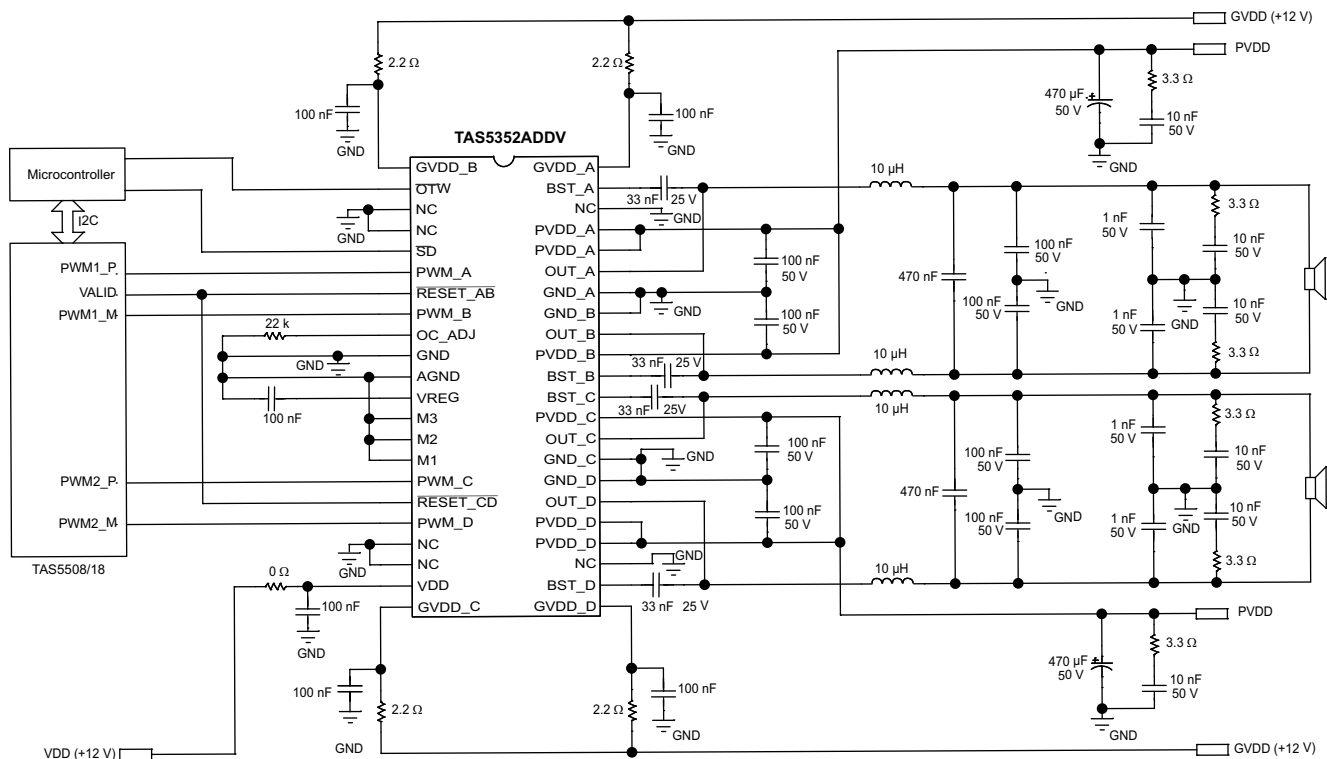 GVDD (+12 V)
PVDD
2.2 Ω
2.2 Ω
3.3 Ω
470 µF
50 V
10 nF
50 V
100 nF
100 nF
GND
GND
GND
TAS5352ADDV
Microcontroller
I2C
PWM1_P
VALID
PWM1_M
PWM2_P
PWM2_M
TAS5508/18
GVDD_B
OTW
NC
NC
SD
PWM_A
RESET_AB
PWM_B
OC_ADJ
GND
AGND
VREG
M3
M2
M1
PWM_C
RESET_CD
PWM_D
NC
NC
VDD
GVDD_C
GVDD_A
BST_A
NC
PVDD_A
PVDD_A
OUT_A
GND_A
GND_B
OUT_B
PVDD_B
BST_B
BST_C
PVDD_C
OUT_C
GND_C
GND_D
OUT_D
PVDD_D
PVDD_D
NC
BST_D
GVDD_D
GND
22 k
GND
100 nF
GND
0 Ω
100 nF
GND
33 nF 25 V
GND
100 nF
50 V
GND
100 nF
50 V
33 nF 25 V
33 nF 25V
100 nF
50 V
GND
100 nF
50 V
GND
33 nF 25 V
10 µH
470 nF
100 nF
50 V
GND
100 nF
50 V
1 nF
50 V
3.3 Ω
10 nF
50 V
GND
1 nF
50 V
10 nF
50 V
3.3 Ω
10 µH
10 µH
470 nF
100 nF
50 V
GND
100 nF
50 V
1 nF
50 V
3.3 Ω
10 nF
50 V
GND
1 nF
50 V
10 nF
50 V
3.3 Ω
10 µH
PVDD
3.3 Ω
470 µF
50 V
10 nF
50 V
GND
100 nF
2.2 Ω
GND
2.2 Ω
100 nF
GND
VDD (+12 V)
GVDD (+12 V)